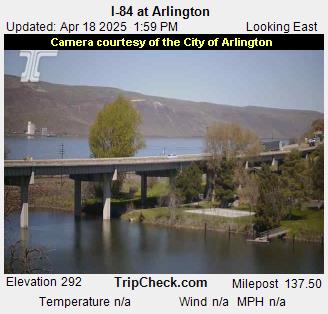 I-84 at Arlington
Updated: Apr 18 2025 1:59 PM Looking East
Camera courtesy of the City of Arlington
Elevation 292 TripCheck.com Milepost 137.50
Temperature n/a Wind n/a MPH n/a